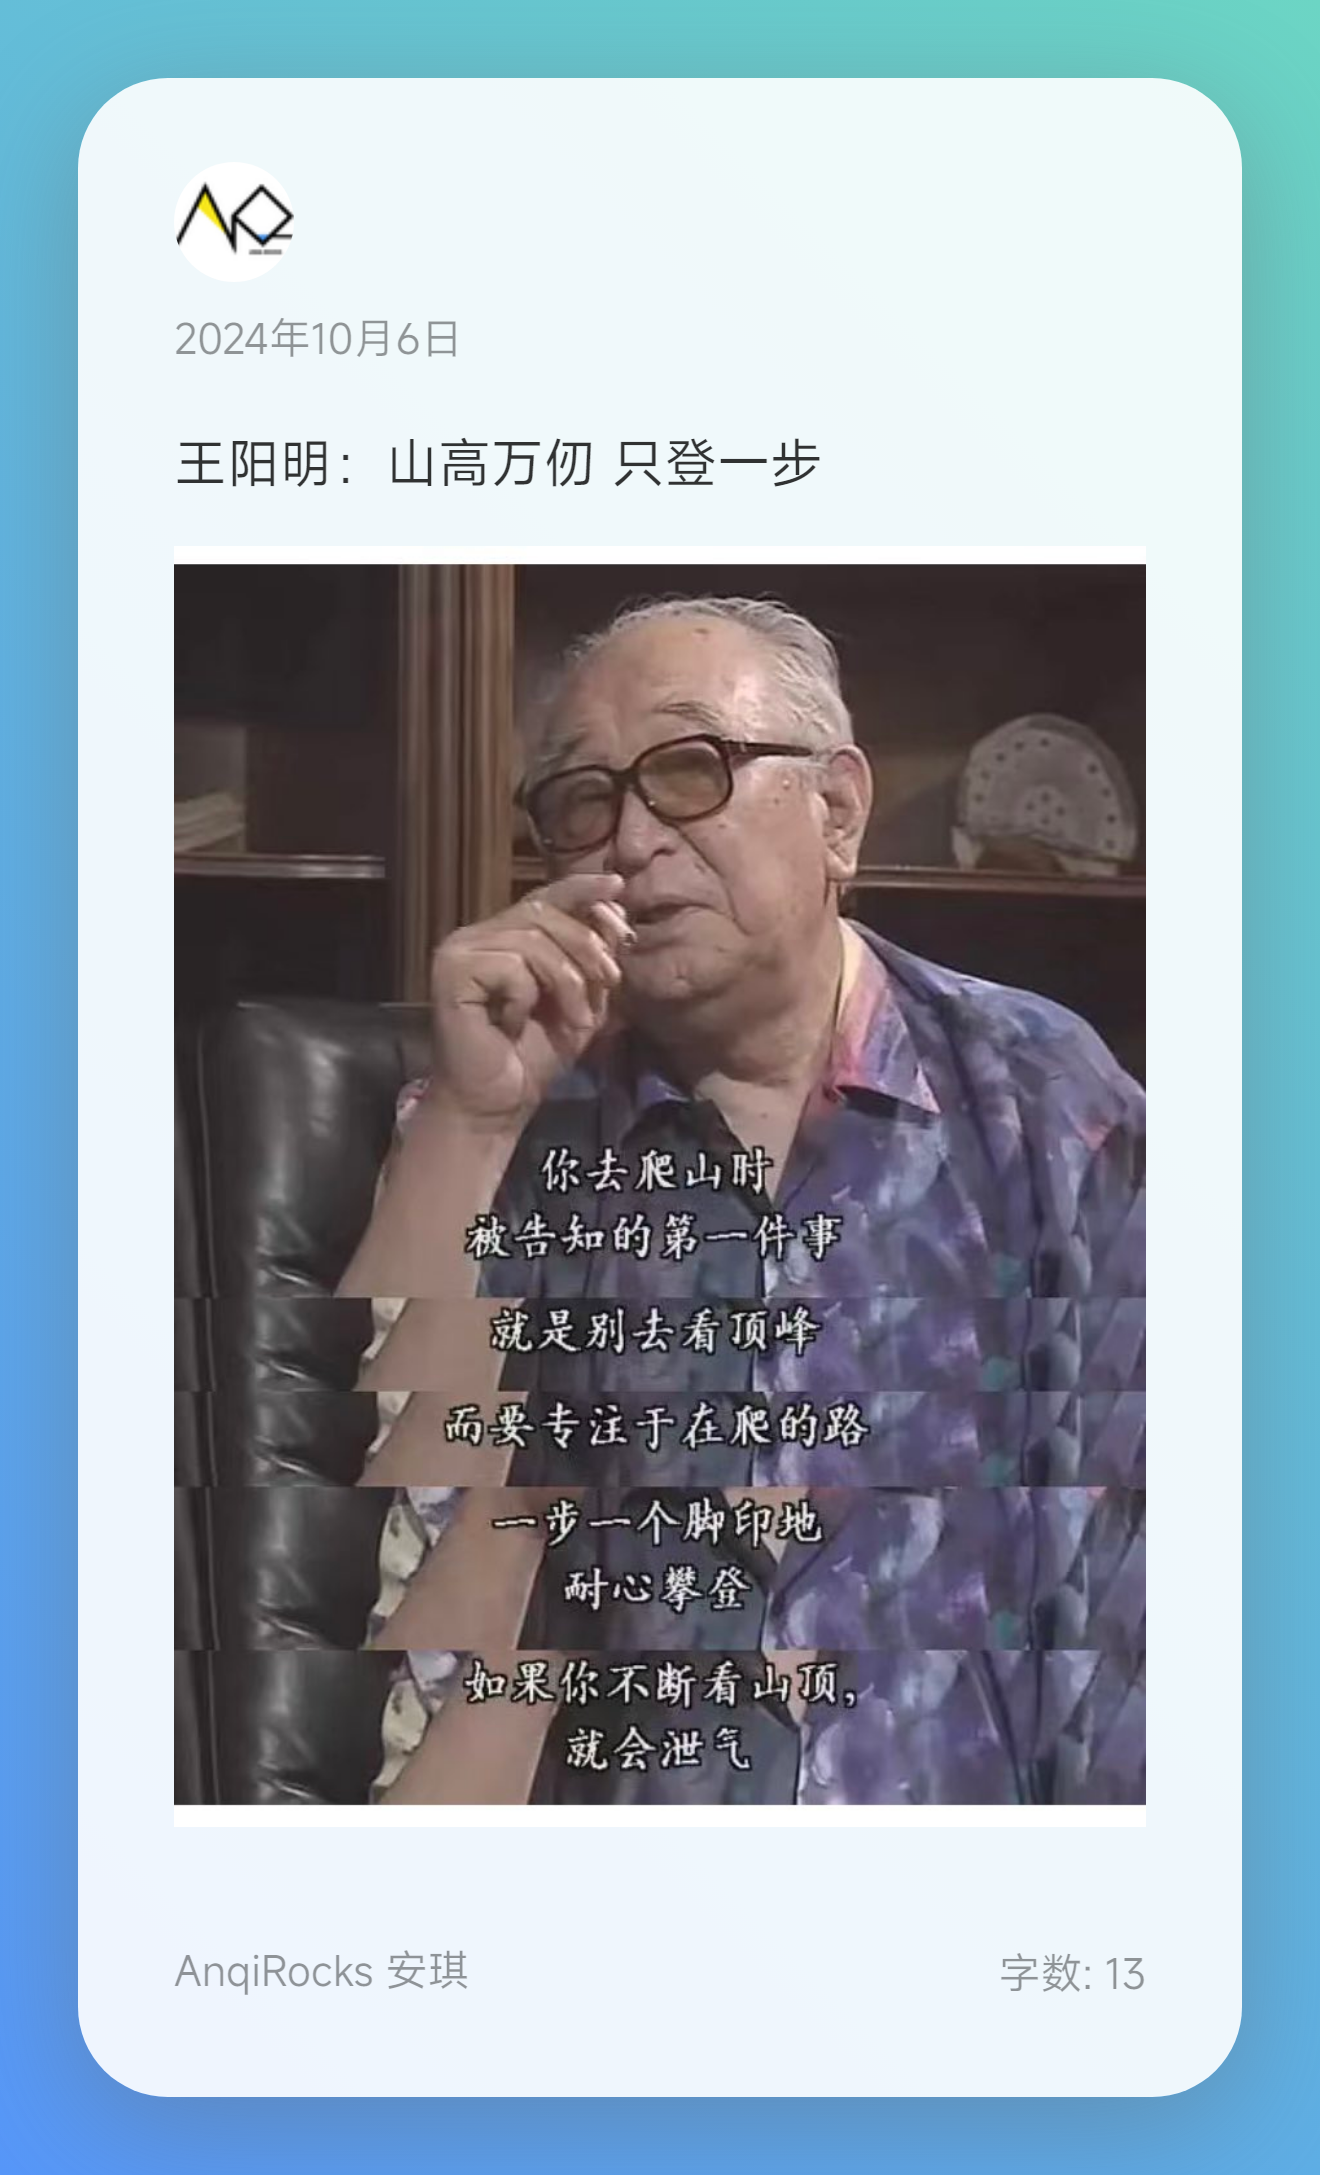 2024年10月6日
王阳明：山高万仞 只登一步
你去爬山时
被告知的第一件事
就是别去看顶峰
而要专注于在爬的路
一步一个脚印地
耐心攀登
如果你不断看山顶，
就会泄气
AnqiRocks 安琪
字数: 13